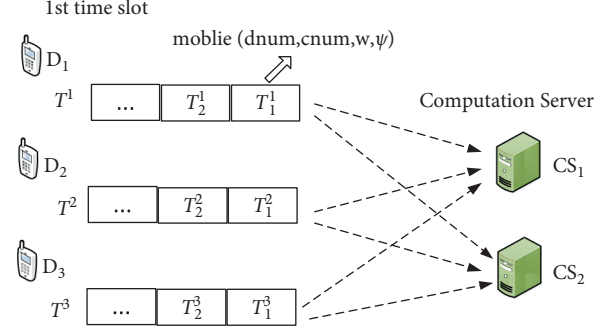 1st time slot
moblie (dnum,cnum,w,ψ)
D₁
T¹ ... T₂¹ T₁¹
Computation Server
D₂
CS₁
T² ... T₂² T₁²
D₃
CS₂
T³ ... T₂³ T₁³